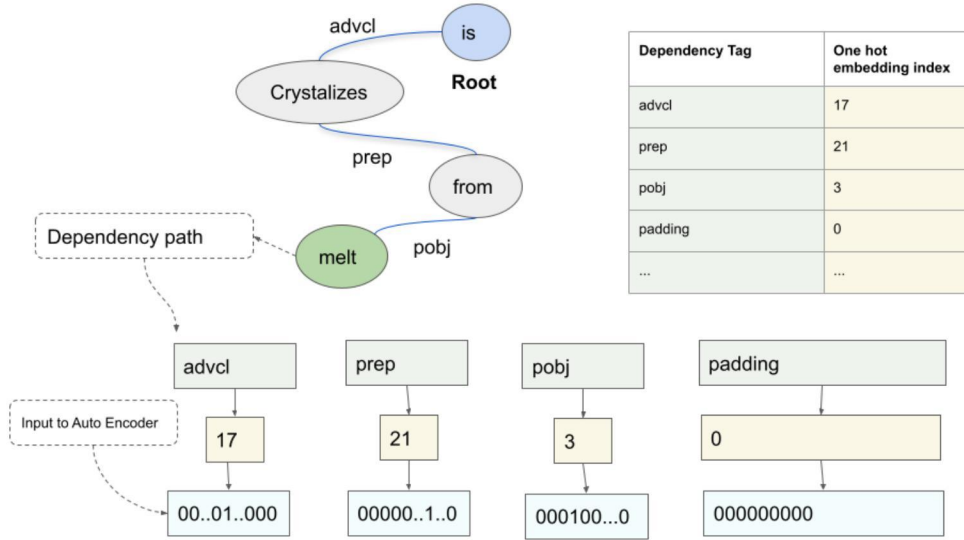 advcl
is
Root
Crystalizes
prep
from
pobj
melt
Dependency path
Dependency Tag
One hot
embedding index
advcl
17
prep
21
pobj
3
padding
0
...
...
advcl
prep
pobj
padding
Input to Auto Encoder
17
21
3
0
00..01..000
00000..1..0
000100...0
000000000